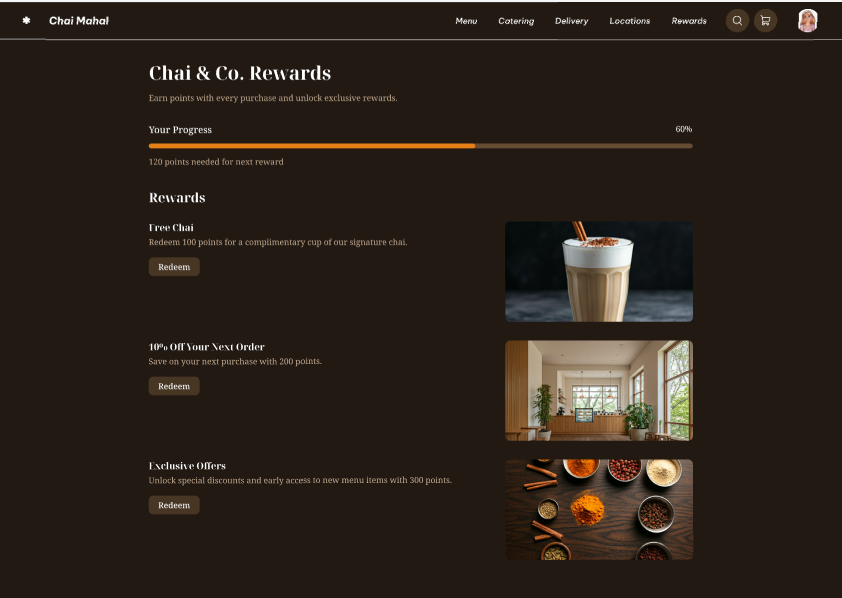 Chai Mahal
Menu Catering Delivery Locations Rewards
Chai & Co. Rewards
Earn points with every purchase and unlock exclusive rewards.
Your Progress 60%
120 points needed for next reward
Rewards
Free Chai
Redeem 100 points for a complimentary cup of our signature chai.
Redeem
10% Off Your Next Order
Save on your next purchase with 200 points.
Redeem
Exclusive Offers
Unlock special discounts and early access to new menu items with 300 points.
Redeem